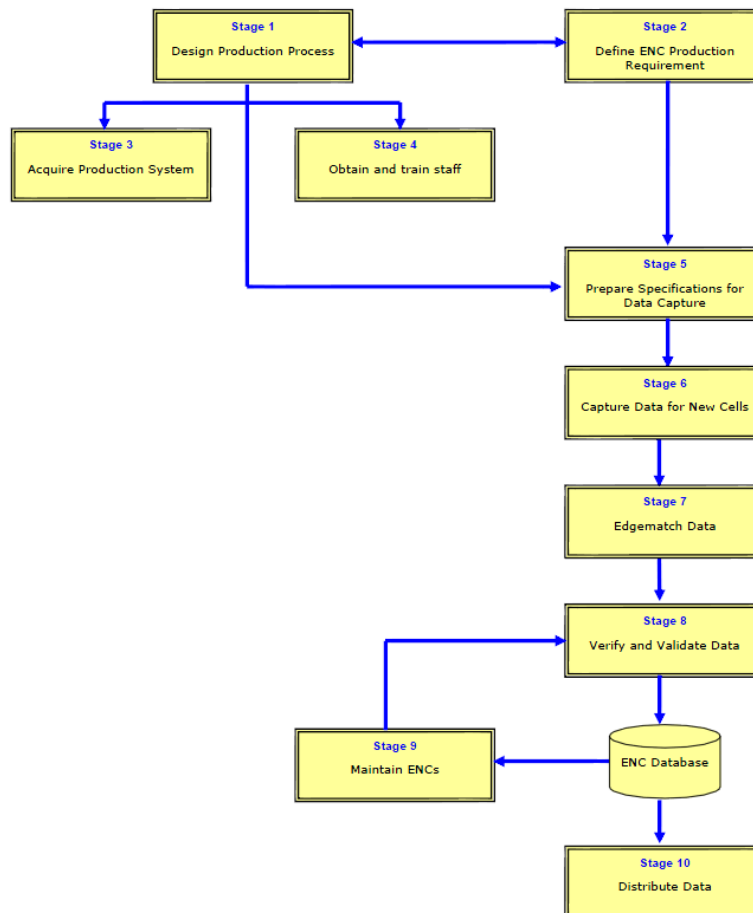 Stage 1
Design Production Process
Stage 2
Define ENC Production
Requirement
Stage 3
Acquire Production System
Stage 4
Obtain and train staff
Stage 5
Prepare Specifications for
Data Capture
Stage 6
Capture Data for New Cells
Stage 7
Edgematch Data
Stage 8
Verify and Validate Data
Stage 9
Maintain ENCs
ENC Database
Stage 10
Distribute Data